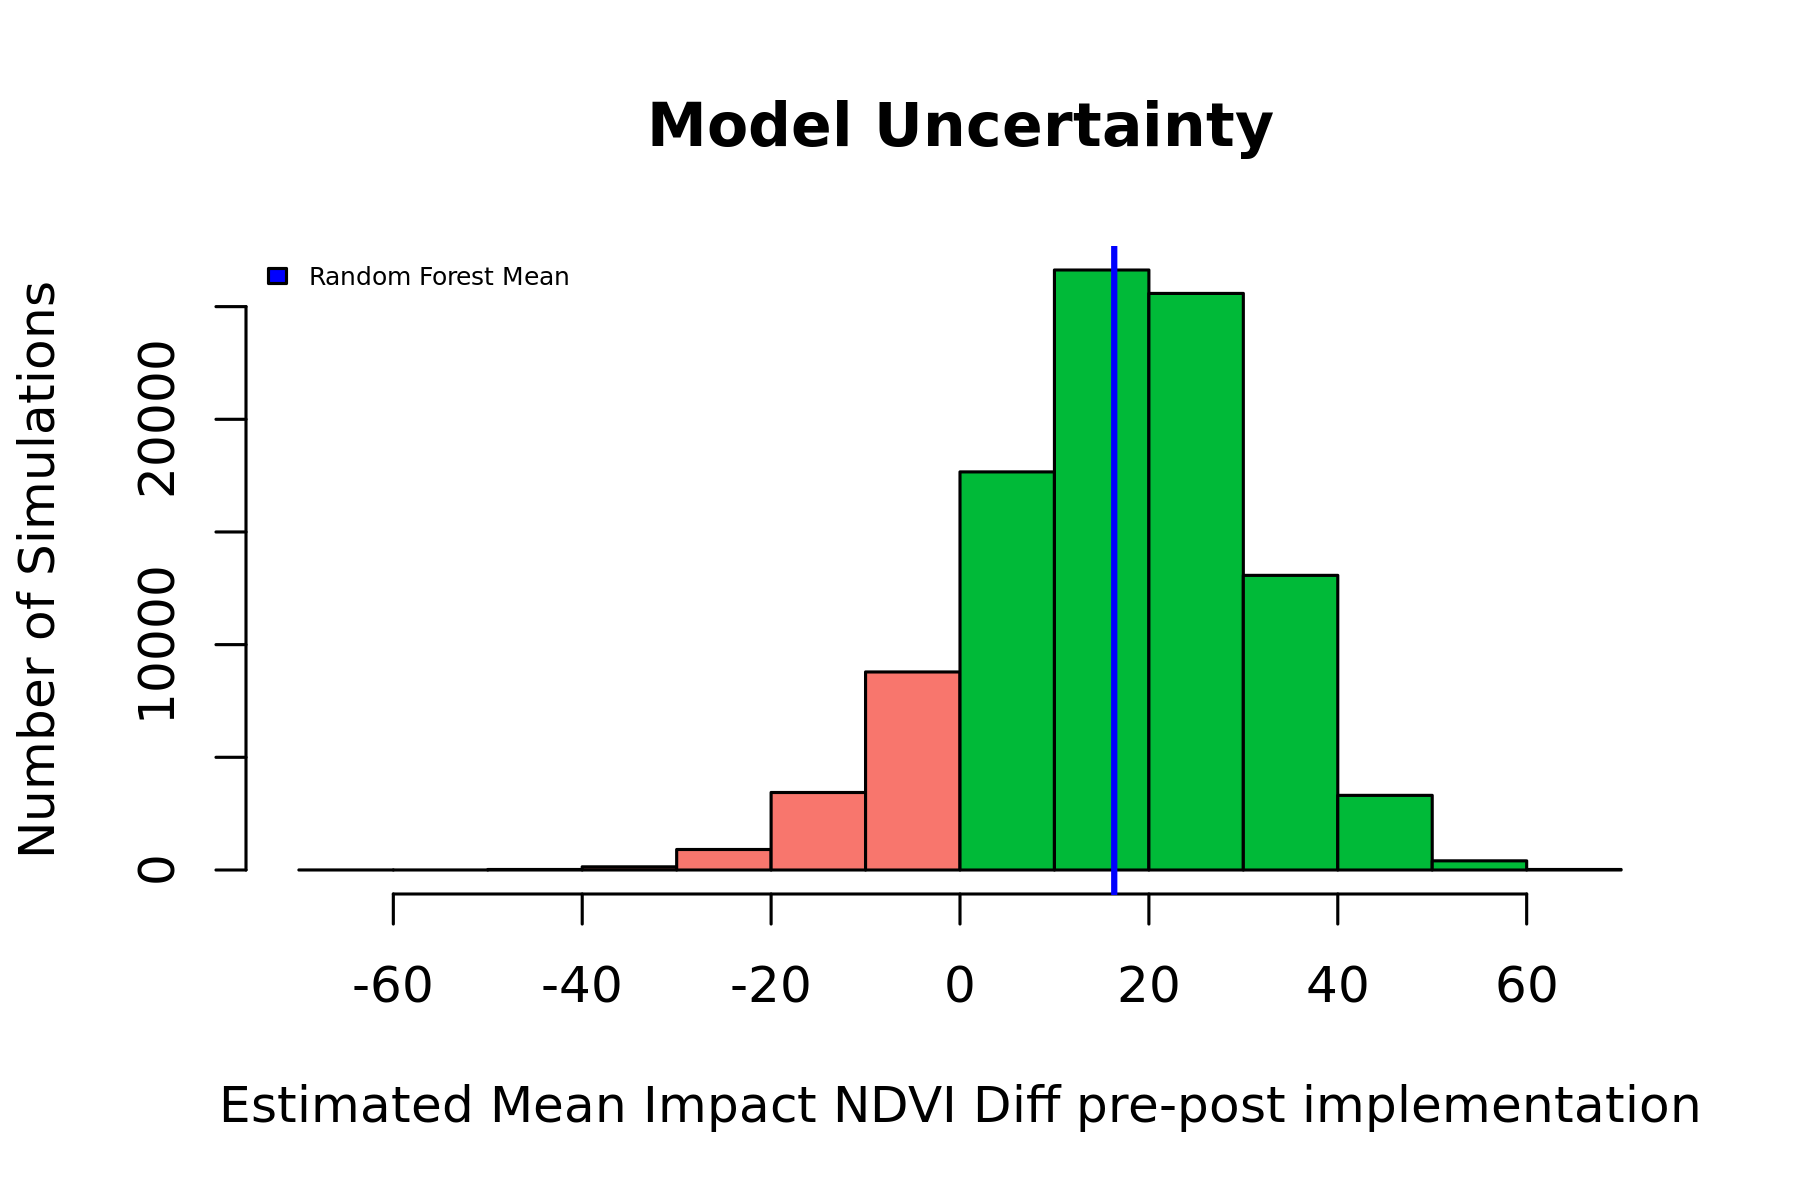 Model Uncertainty
Random Forest Mean
Number of Simulations
20000
10000
0
-60 -40 -20 0 20 40 60
Estimated Mean Impact NDVI Diff pre-post implementation